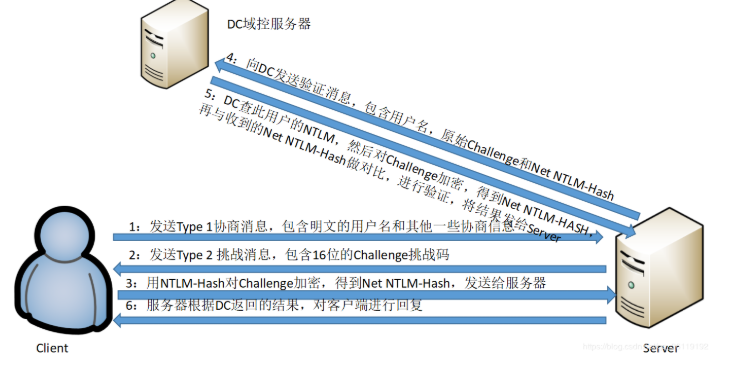 DC域控服务器
4：向DC发送验证消息，包含用户名，原始Challenge和Net NTLM-Hash
5：DC查此用户的NTLM，然后对Challenge加密，得到Net NTLM-HASH，
再与收到的Net NTLM-Hash做对比，进行验证，将结果发给Server
1：发送Type 1协商消息，包含明文的用户名和其他一些协商信息
2：发送Type 2 挑战消息，包含16位的Challenge挑战码
3：用NTLM-Hash对Challenge加密，得到Net NTLM-Hash，发送给服务器
6：服务器根据DC返回的结果，对客户端进行回复
Client
Server